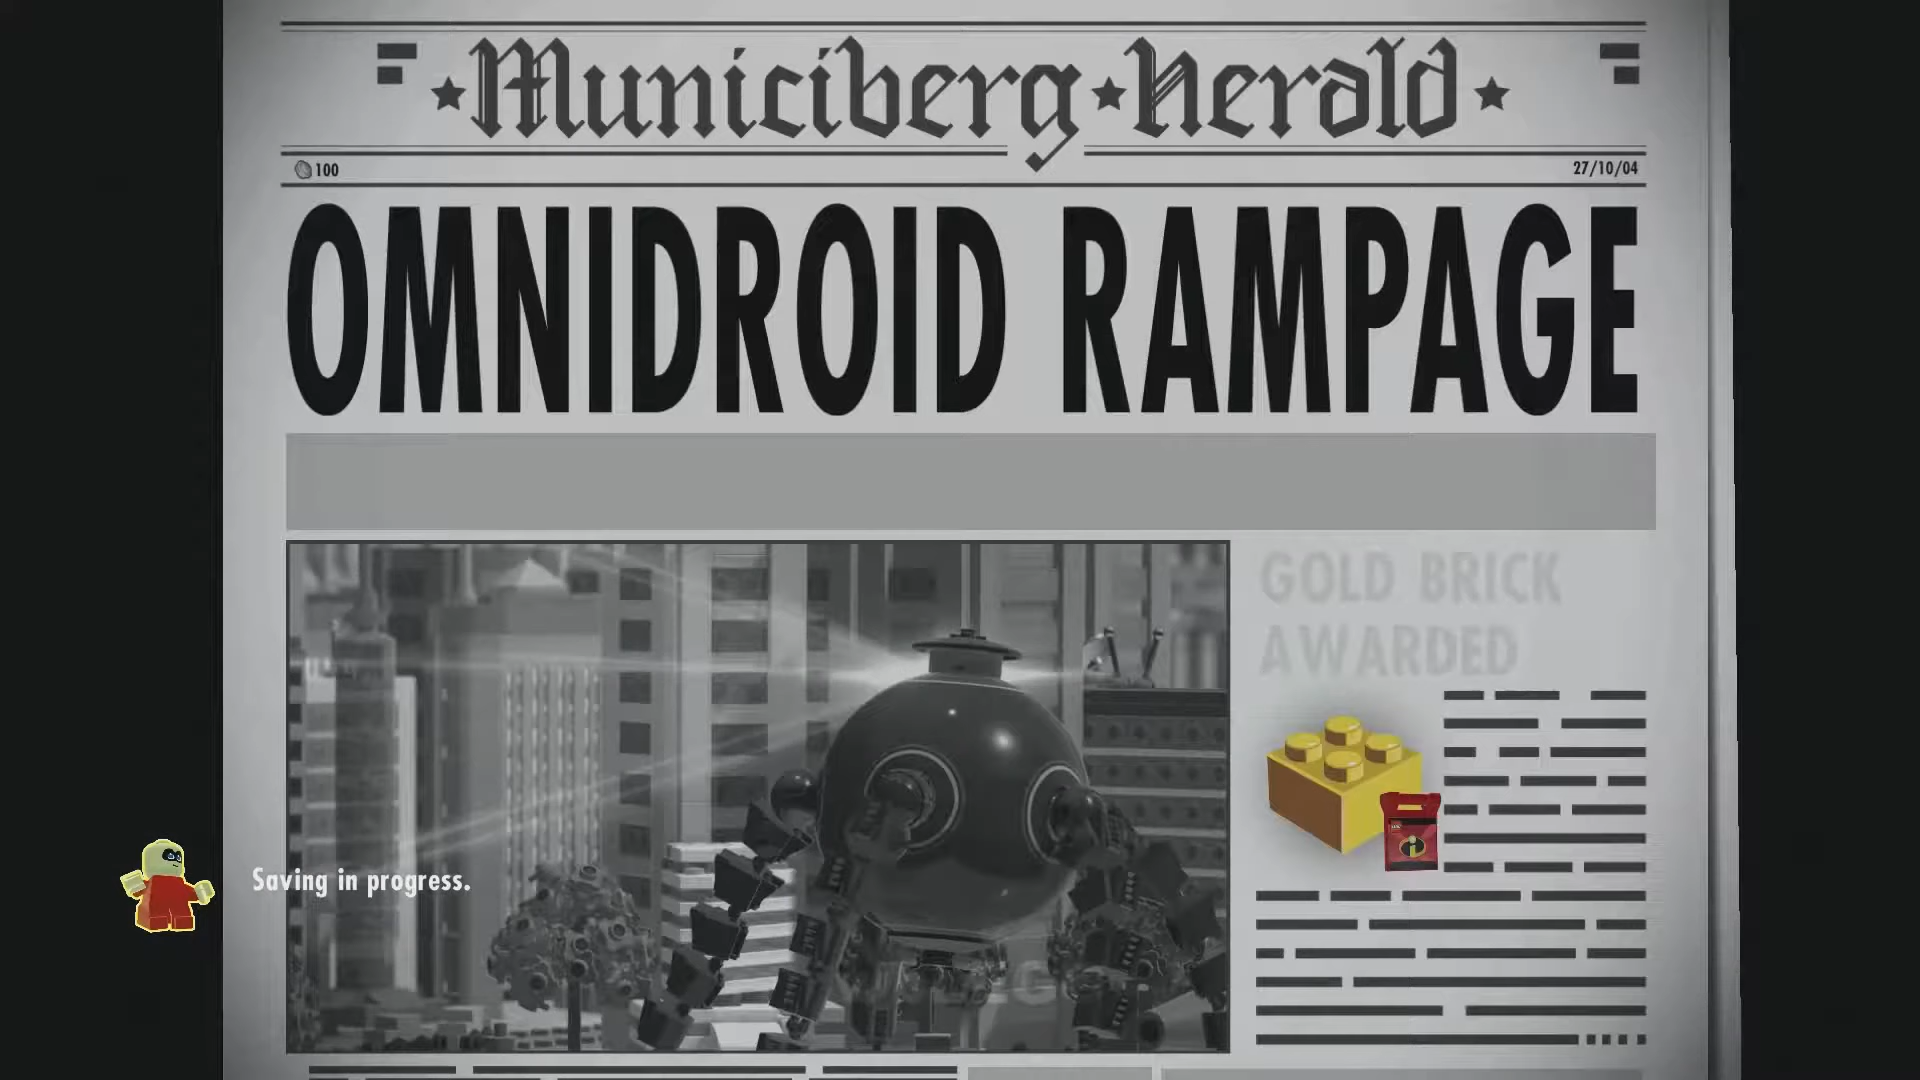 Municiberg Herald
100
27/10/04
OMNIDROID RAMPAGE
GOLD BRICK
AWARDED
Saving in progress.